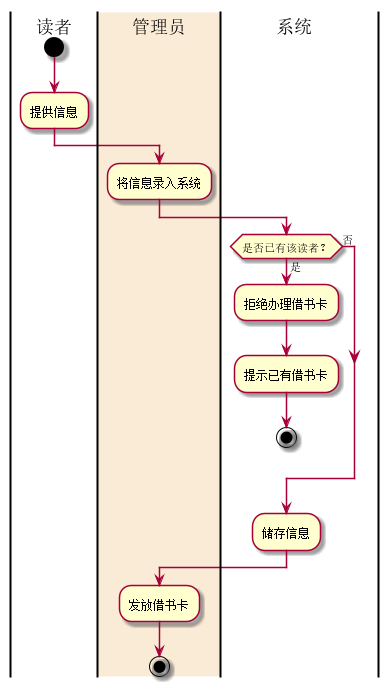 读者 管理员 系统
提供信息
将信息录入系统
是否已有该读者？ 否
是
拒绝办理借书卡
提示已有借书卡
储存信息
发放借书卡